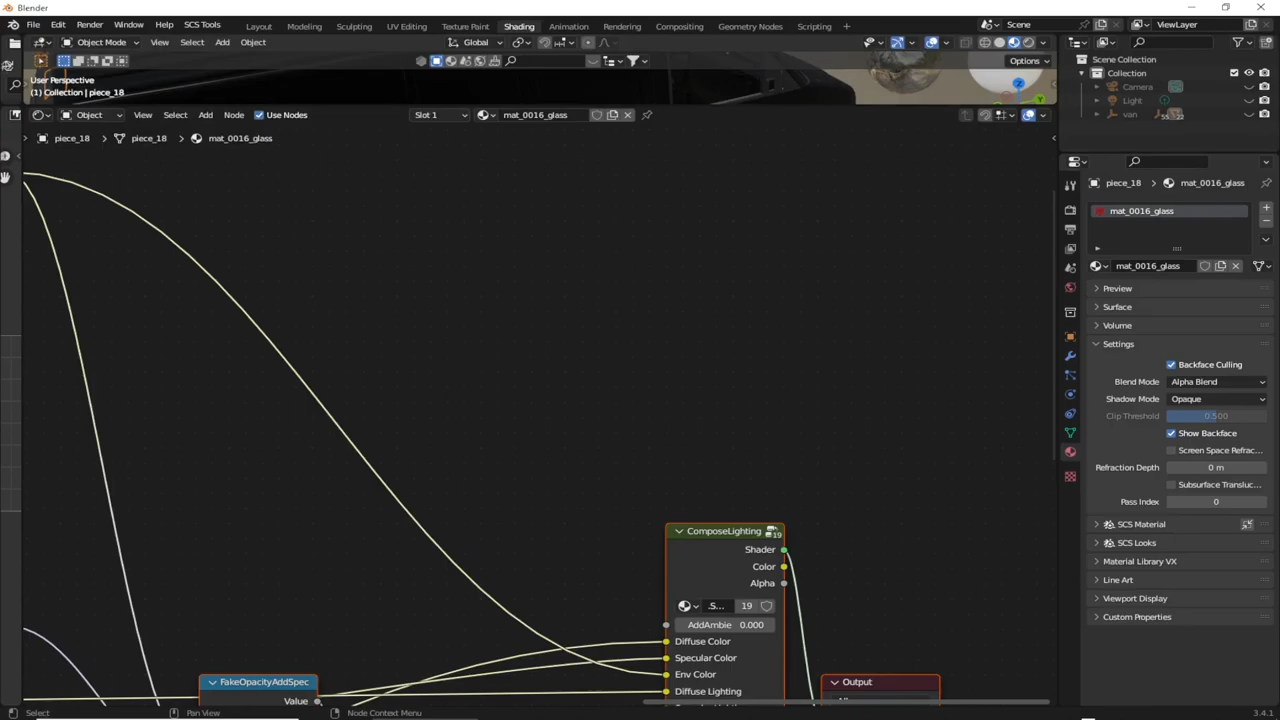 Blender
File Edit Render Window Help SCS Tools Layout Modeling Sculpting UV Editing Texture Paint Shading Animation Rendering Compositing Geometry Nodes Scripting + Scene ViewLayer
Object Mode View Select Add Object Global
Options
User Perspective
(1) Collection | piece_18
Object View Select Add Node Use Nodes Slot 1 mat_0016_glass
piece_18 > piece_18 > mat_0016_glass
ComposeLighting 19
Shader
Color
Alpha
.S... 19
AddAmbie 0.000
Diffuse Color
Specular Color
Env Color
Diffuse Lighting
FakeOpacityAddSpec
Value
Output
Scene Collection
Collection
Camera
Light
van
piece_18 > mat_0016_glass
mat_0016_glass
mat_0016_glass
Preview
Surface
Volume
Settings
Backface Culling
Blend Mode Alpha Blend
Shadow Mode Opaque
Clip Threshold 0.500
Show Backface
Screen Space Refrac...
Refraction Depth 0 m
Subsurface Transluc...
Pass Index 0
SCS Material
SCS Looks
Material Library VX
Line Art
Viewport Display
Custom Properties
Select Pan View Node Context Menu 3.4.1